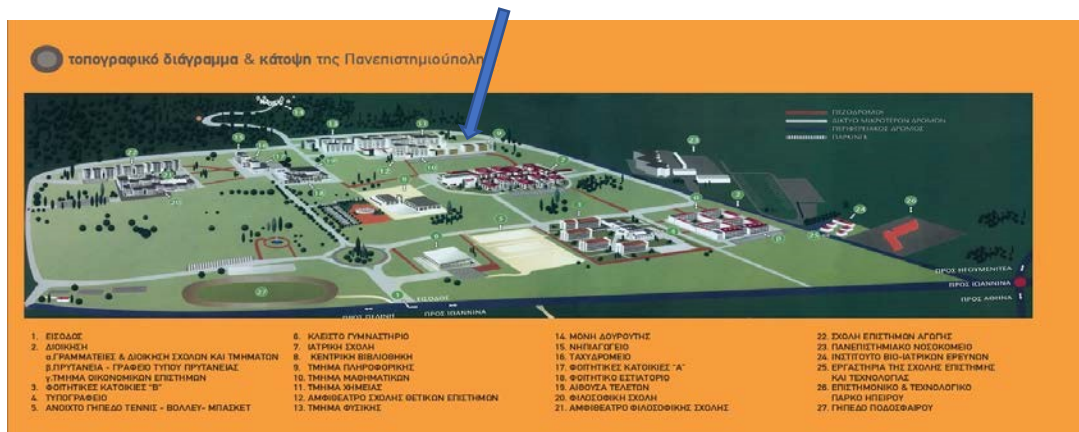 τοπογραφικό διάγραμμα & κάτοψη της Πανεπιστημιούπολη
ΠΕΖΟΔΡΟΜΟΙ
ΔΙΚΤΥΟ ΜΙΚΡΟΤΕΡΩΝ ΔΡΟΜΩΝ
ΠΕΡΙΦΕΡΕΙΑΚΟΣ ΔΡΟΜΟΣ
ΠΑΡΚΙΝΓΚ
ΠΡΟΣ ΗΓΟΥΜΕΝΙΤΣΑ
ΠΡΟΣ ΙΩΑΝΝΙΝΑ
ΠΡΟΣ ΑΘΗΝΑ
ΕΙΣΟΔΟΣ
ΠΡΟΣ ΙΩΑΝΝΙΝΑ
1. ΕΙΣΟΔΟΣ
2. ΔΙΟΙΚΗΣΗ
α.ΓΡΑΜΜΑΤΕΙΕΣ & ΔΙΟΙΚΗΣΗ ΣΧΟΛΩΝ ΚΑΙ ΤΜΗΜΑΤΩΝ
β.ΠΡΥΤΑΝΕΙΑ - ΓΡΑΦΕΙΟ ΤΥΠΟΥ ΠΡΥΤΑΝΕΙΑΣ
γ.ΤΜΗΜΑ ΟΙΚΟΝΟΜΙΚΩΝ ΕΠΙΣΤΗΜΩΝ
3. ΦΟΙΤΗΤΙΚΕΣ ΚΑΤΟΙΚΙΕΣ "Β"
4. ΤΥΠΟΓΡΑΦΕΙΟ
5. ΑΝΟΙΧΤΟ ΓΗΠΕΔΟ ΤΕΝΝΙΣ - ΒΟΛΛΕΥ- ΜΠΑΣΚΕΤ
6. ΚΛΕΙΣΤΟ ΓΥΜΝΑΣΤΗΡΙΟ
7. ΙΑΤΡΙΚΗ ΣΧΟΛΗ
8. ΚΕΝΤΡΙΚΗ ΒΙΒΛΙΟΘΗΚΗ
9. ΤΜΗΜΑ ΠΛΗΡΟΦΟΡΙΚΗΣ
10. ΤΜΗΜΑ ΜΑΘΗΜΑΤΙΚΩΝ
11. ΤΜΗΜΑ ΧΗΜΕΙΑΣ
12. ΑΜΦΙΘΕΑΤΡΟ ΣΧΟΛΗΣ ΘΕΤΙΚΩΝ ΕΠΙΣΤΗΜΩΝ
13. ΤΜΗΜΑ ΦΥΣΙΚΗΣ
14. ΜΟΝΗ ΔΟΥΡΟΥΤΗΣ
15. ΝΗΠΙΑΓΩΓΕΙΟ
16. ΤΑΧΥΔΡΟΜΕΙΟ
17. ΦΟΙΤΗΤΙΚΕΣ ΚΑΤΟΙΚΙΕΣ "Α"
18. ΦΟΙΤΗΤΙΚΟ ΕΣΤΙΑΤΟΡΙΟ
19. ΑΙΘΟΥΣΑ ΤΕΛΕΤΩΝ
20. ΦΙΛΟΣΟΦΙΚΗ ΣΧΟΛΗ
21. ΑΜΦΙΘΕΑΤΡΟ ΦΙΛΟΣΟΦΙΚΗΣ ΣΧΟΛΗΣ
22. ΣΧΟΛΗ ΕΠΙΣΤΗΜΩΝ ΑΓΩΓΗΣ
23. ΠΑΝΕΠΙΣΤΗΜΙΑΚΟ ΝΟΣΟΚΟΜΕΙΟ
24. ΙΝΣΤΙΤΟΥΤΟ ΒΙΟ-ΙΑΤΡΙΚΩΝ ΕΡΕΥΝΩΝ
25. ΕΡΓΑΣΤΗΡΙΑ ΤΗΣ ΣΧΟΛΗΣ ΕΠΙΣΤΗΜΗΣ
ΚΑΙ ΤΕΧΝΟΛΟΓΙΑΣ
26. ΕΠΙΣΤΗΜΟΝΙΚΟ & ΤΕΧΝΟΛΟΓΙΚΟ
ΠΑΡΚΟ ΗΠΕΙΡΟΥ
27. ΓΗΠΕΔΟ ΠΟΔΟΣΦΑΙΡΟΥ